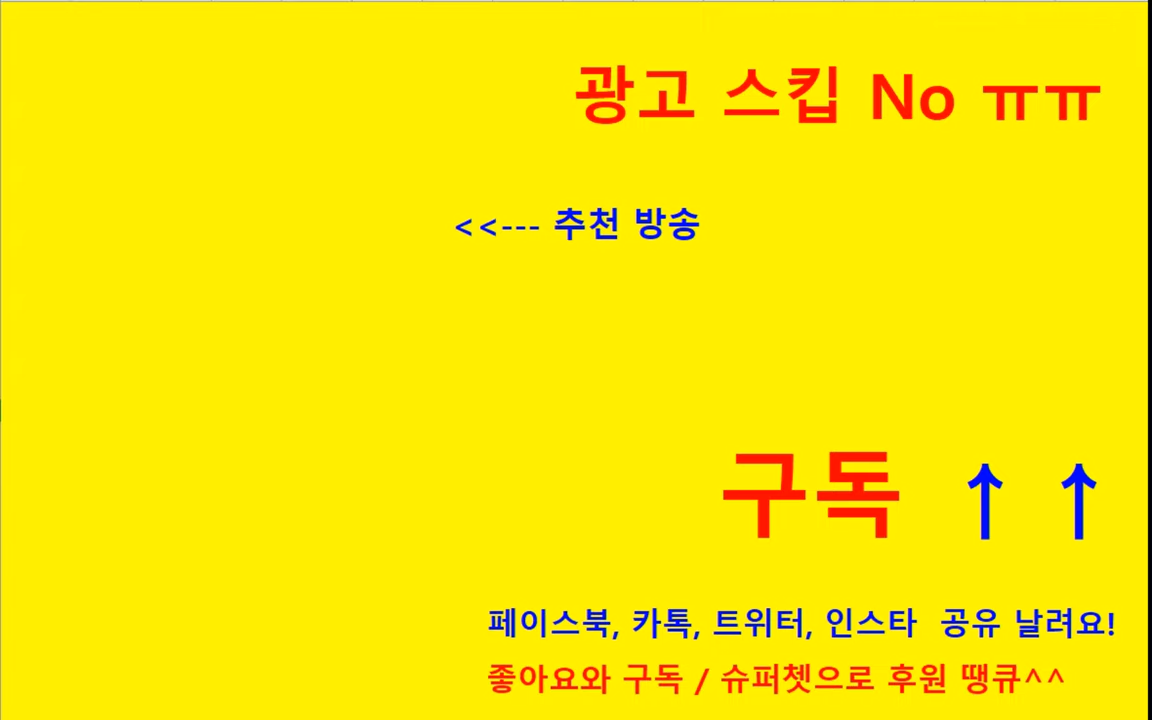 광고 스킵 No ㅠㅠ
<<--- 추천 방송
구독 ↑ ↑
페이스북, 카톡, 트위터, 인스타 공유 날려요!
좋아요와 구독 / 슈퍼쳇으로 후원 땡큐^^